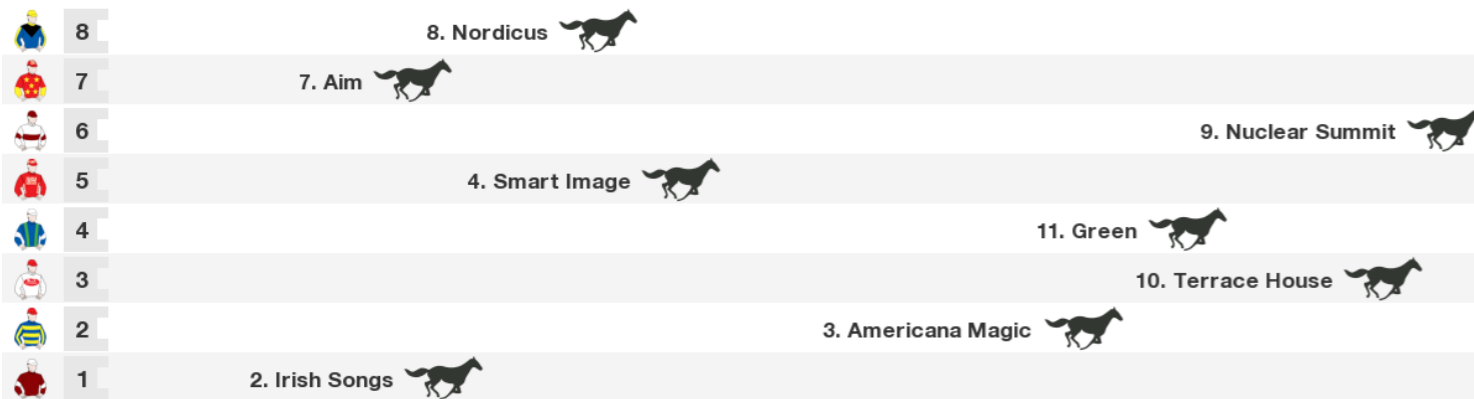 8 8. Nordicus
7 7. Aim
6 9. Nuclear Summit
5 4. Smart Image
4 11. Green
3 10. Terrace House
2 3. Americana Magic
1 2. Irish Songs